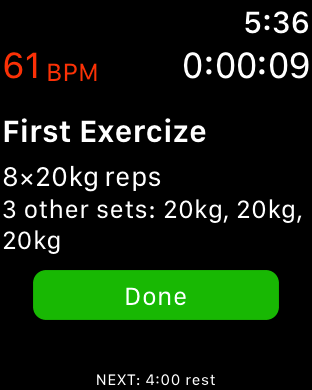 5:36
61 BPM 0:00:09
First Exercize
8×20kg reps
3 other sets: 20kg, 20kg,
20kg
Done
NEXT: 4:00 rest